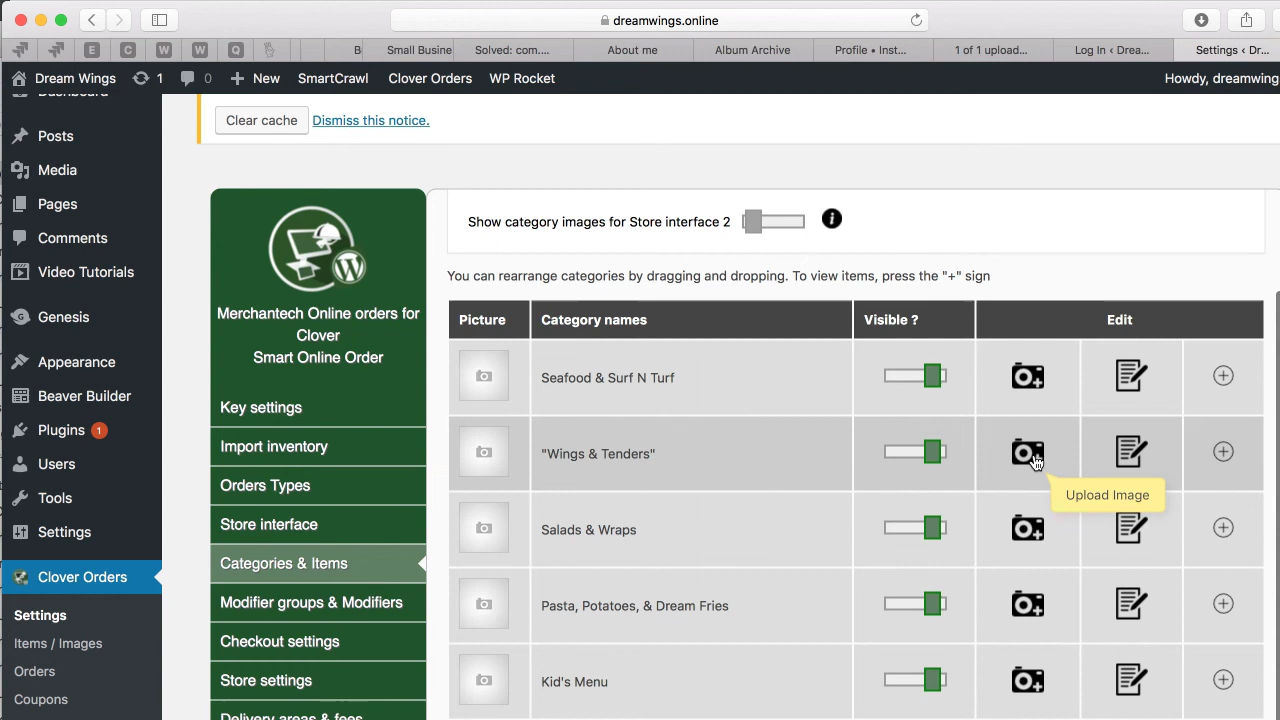 dreamwings.online
E C W W Q B Small Busine Solved: com.... About me Album Archive Profile • Inst... 1 of 1 upload... Log In ‹ Drea... Settings ‹ Dr...
Dream Wings 1 0 New SmartCrawl Clover Orders WP Rocket Howdy, dreamwing
Dashboard
Posts
Media
Pages
Comments
Video Tutorials
Genesis
Appearance
Beaver Builder
Plugins 1
Users
Tools
Settings
Clover Orders
Settings
Items / Images
Orders
Coupons
Clear cache Dismiss this notice.
Merchantech Online orders for
Clover
Smart Online Order
Key settings
Import inventory
Orders Types
Store interface
Categories & Items
Modifier groups & Modifiers
Checkout settings
Store settings
Delivery areas & fees
Show category images for Store interface 2 i
You can rearrange categories by dragging and dropping. To view items, press the "+" sign
Picture Category names Visible ? Edit
Seafood & Surf N Turf
"Wings & Tenders"
Upload Image
Salads & Wraps
Pasta, Potatoes, & Dream Fries
Kid's Menu